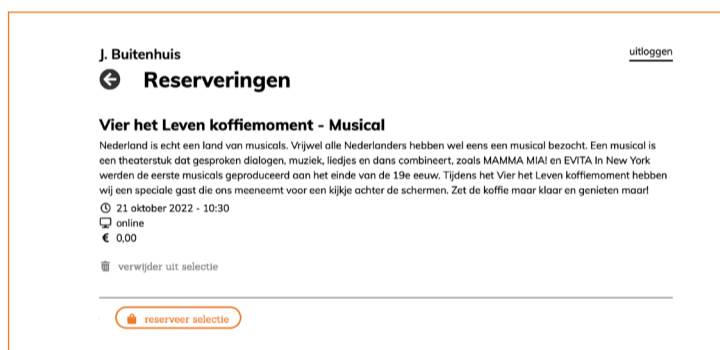 J. Buitenhuis
uitloggen
Reserveringen
Vier het Leven koffiemoment - Musical
Nederland is echt een land van musicals. Vrijwel alle Nederlanders hebben wel eens een musical bezocht. Een musical is
een theaterstuk dat gesproken dialogen, muziek, liedjes en dans combineert, zoals MAMMA MIA! en EVITA In New York
werden de eerste musicals geproduceerd aan het einde van de 19e eeuw. Tijdens het Vier het Leven koffiemoment hebben
wij een speciale gast die ons meeneemt voor een kijkje achter de schermen. Zet de koffie maar klaar en genieten maar!
21 oktober 2022 - 10:30
online
€ 0,00
verwijder uit selectie
reserveer selectie